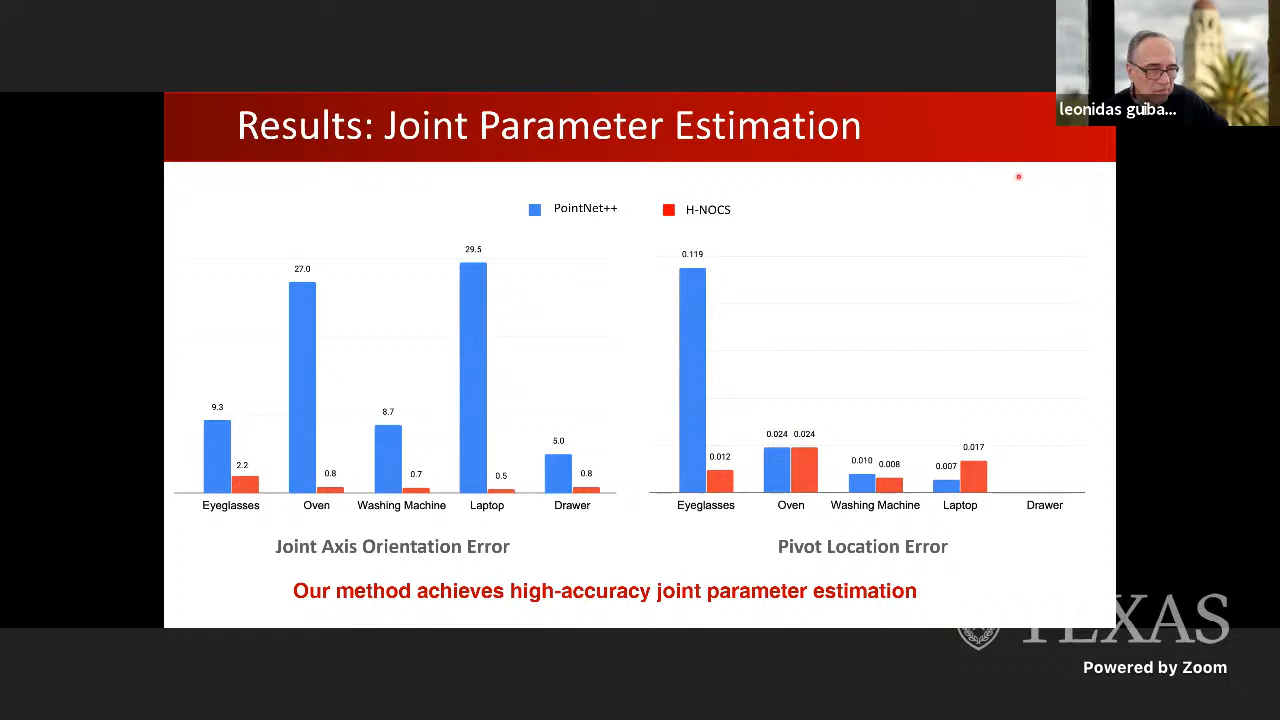 leonidas guiba...
Results: Joint Parameter Estimation
PointNet++ H-NOCS
9.3 2.2 27.0 0.8 8.7 0.7 29.5 0.5 5.0 0.8
Eyeglasses Oven Washing Machine Laptop Drawer
Joint Axis Orientation Error
0.119 0.012 0.024 0.024 0.010 0.008 0.007 0.017
Eyeglasses Oven Washing Machine Laptop Drawer
Pivot Location Error
Our method achieves high-accuracy joint parameter estimation
TEXAS
Powered by Zoom